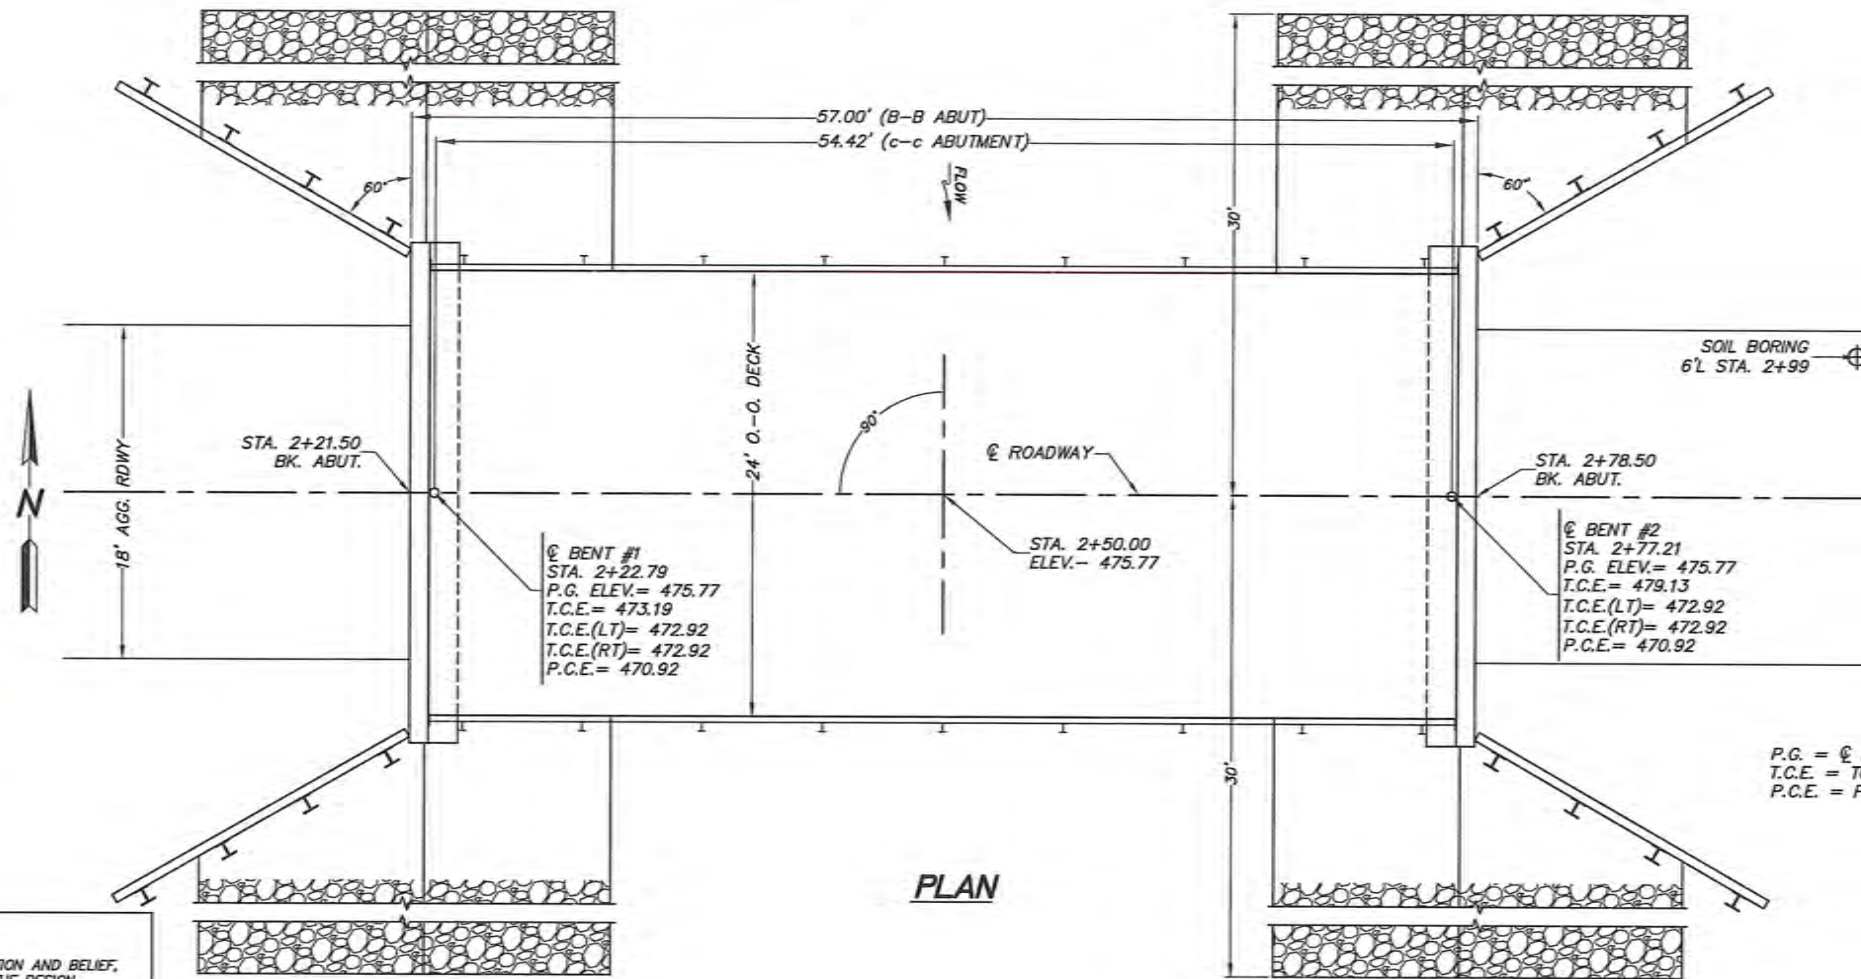 57.00' (B-B ABUT)
54.42' (c-c ABUTMENT)
FLOW
60°
60°
30'
24' O.-O. DECK
90°
℄ ROADWAY
SOIL BORING
6'L STA. 2+99
18' AGG. RDWY
N
STA. 2+21.50
BK. ABUT.
STA. 2+78.50
BK. ABUT.
℄ BENT #1
STA. 2+22.79
P.G. ELEV.= 475.77
T.C.E.= 473.19
T.C.E.(LT)= 472.92
T.C.E.(RT)= 472.92
P.C.E.= 470.92
STA. 2+50.00
ELEV.- 475.77
℄ BENT #2
STA. 2+77.21
P.G. ELEV.= 475.77
T.C.E.= 479.13
T.C.E.(LT)= 472.92
T.C.E.(RT)= 472.92
P.C.E.= 470.92
30'
P.G. = ℄
T.C.E. =
P.C.E. =
PLAN
ION AND BELIEF,
DESIGN